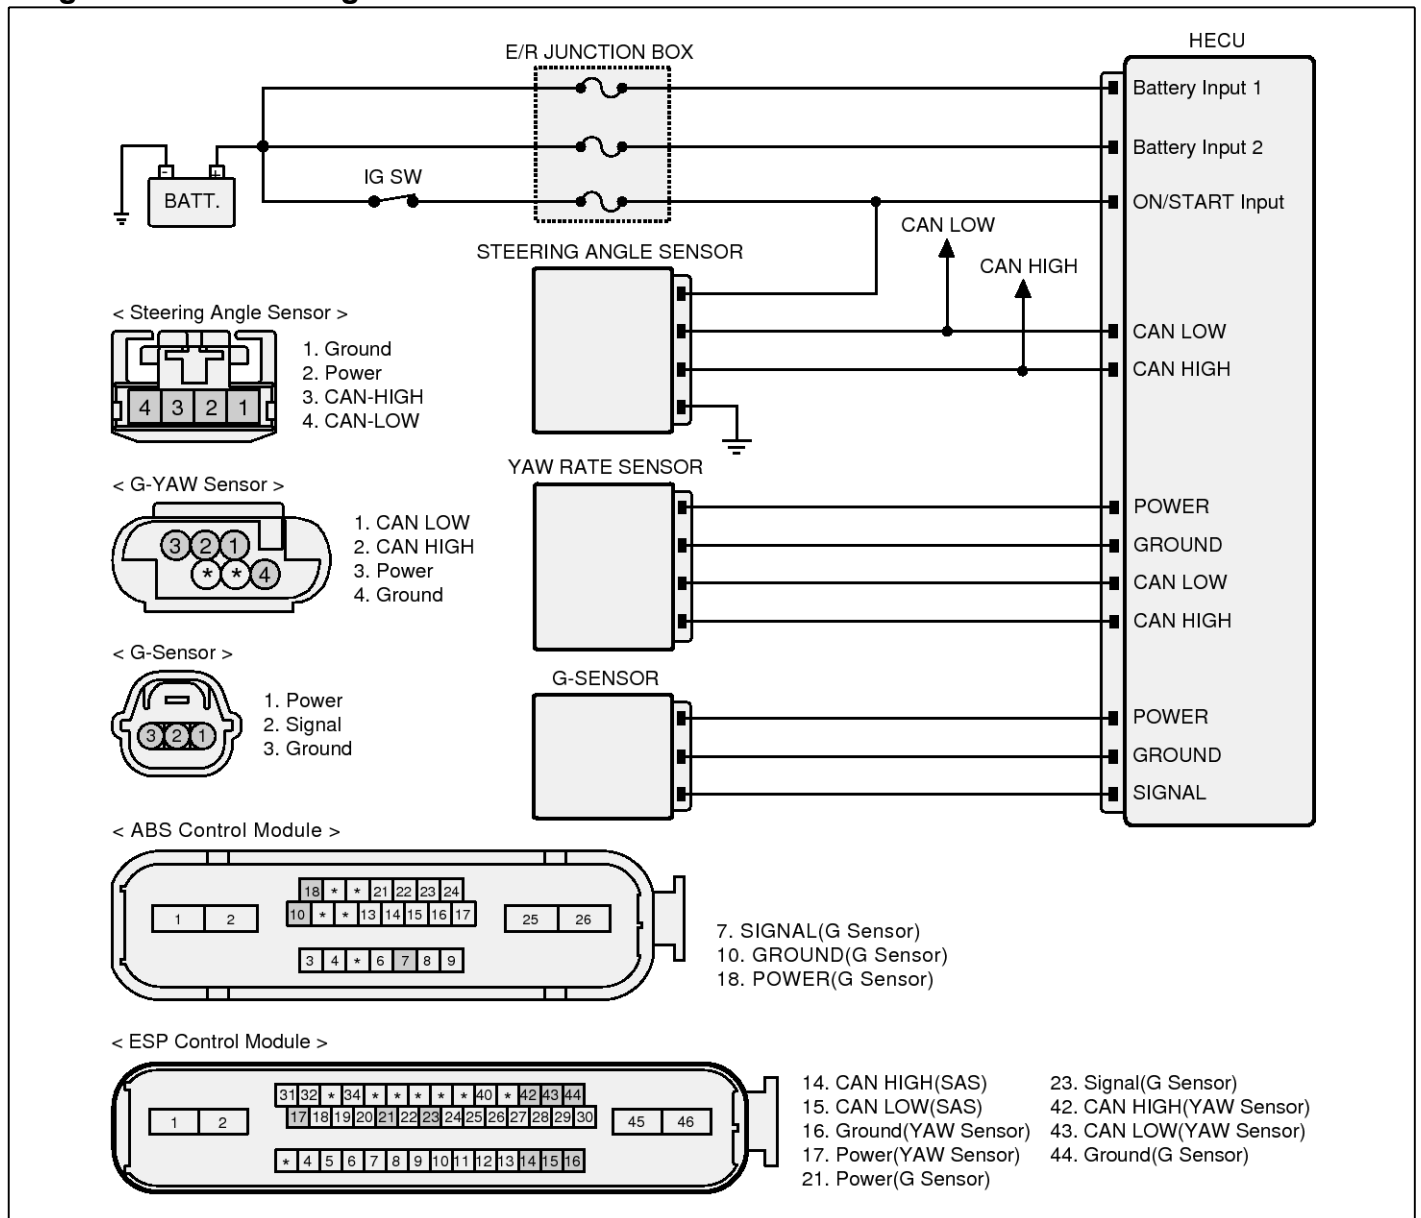 E/R JUNCTION BOX
HECU
Battery Input 1
Battery Input 2
IG SW
- +
BATT.
ON/START Input
CAN LOW
CAN HIGH
STEERING ANGLE SENSOR
CAN LOW
CAN HIGH
< Steering Angle Sensor >
1. Ground
2. Power
3. CAN-HIGH
4. CAN-LOW
4 3 2 1
YAW RATE SENSOR
POWER
GROUND
CAN LOW
CAN HIGH
< G-YAW Sensor >
1. CAN LOW
2. CAN HIGH
3. Power
4. Ground
3 2 1
* * 4
G-SENSOR
POWER
GROUND
SIGNAL
< G-Sensor >
1. Power
2. Signal
3. Ground
3 2 1
< ABS Control Module >
18 * * 21 22 23 24
10 * * 13 14 15 16 17
1 2
25 26
3 4 * 6 7 8 9
7. SIGNAL(G Sensor)
10. GROUND(G Sensor)
18. POWER(G Sensor)
< ESP Control Module >
31 32 * 34 * * * * * 40 * 42 43 44
17 18 19 20 21 22 23 24 25 26 27 28 29 30
1 2
45 46
* 4 5 6 7 8 9 10 11 12 13 14 15 16
14. CAN HIGH(SAS)
15. CAN LOW(SAS)
16. Ground(YAW Sensor)
17. Power(YAW Sensor)
21. Power(G Sensor)
23. Signal(G Sensor)
42. CAN HIGH(YAW Sensor)
43. CAN LOW(YAW Sensor)
44. Ground(G Sensor)